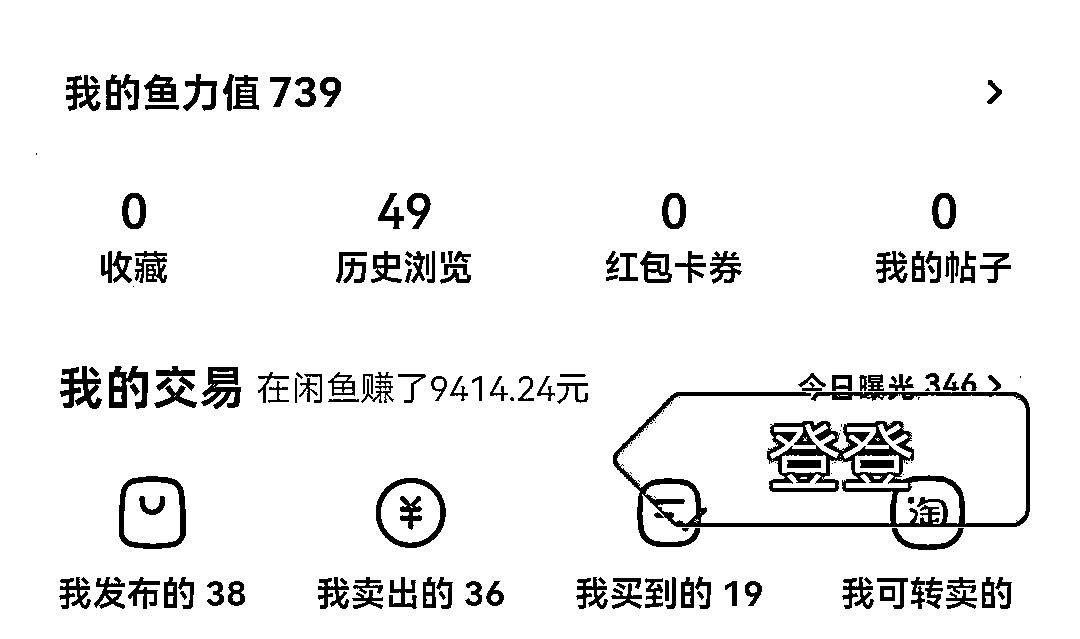 我的鱼力值 739
0 49 0 0
收藏 历史浏览 红包卡券 我的帖子
我的交易 在闲鱼赚了9414.24元 今日曝光 346
登登
¥ 淘
我发布的 38 我卖出的 36 我买到的 19 我可转卖的